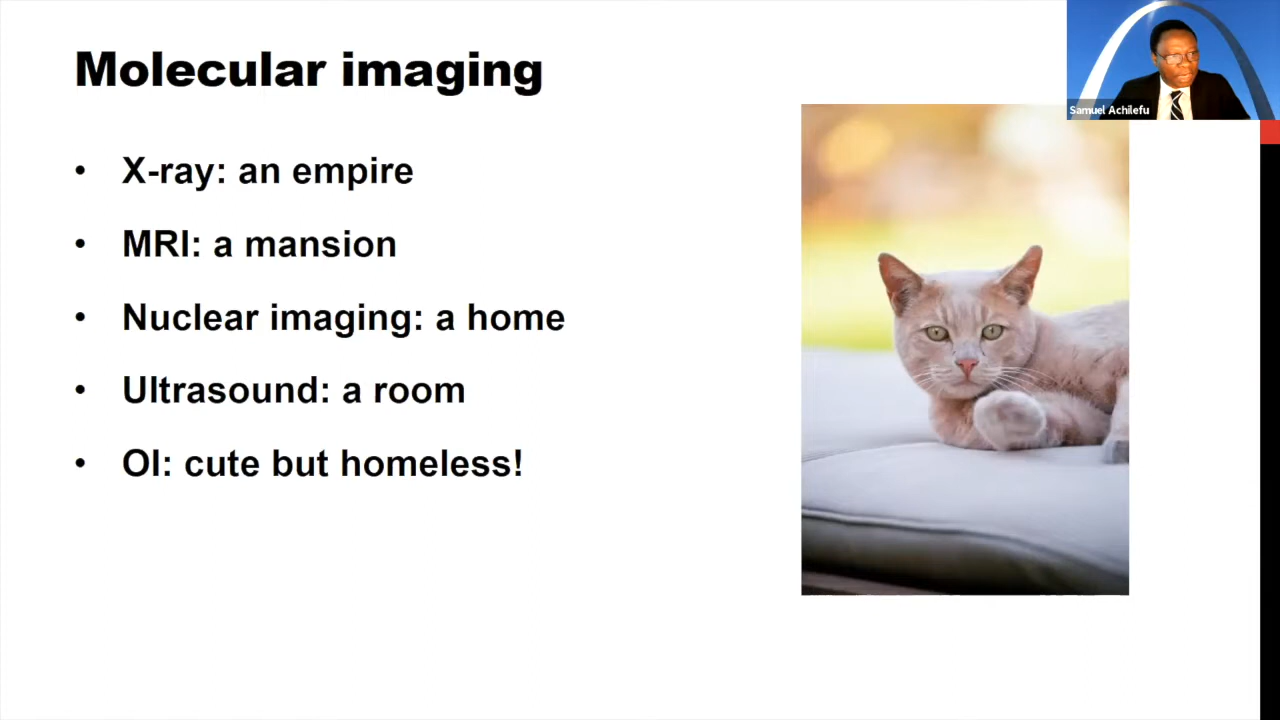 Molecular imaging
Samuel Achilefu
• X-ray: an empire
• MRI: a mansion
• Nuclear imaging: a home
• Ultrasound: a room
• OI: cute but homeless!